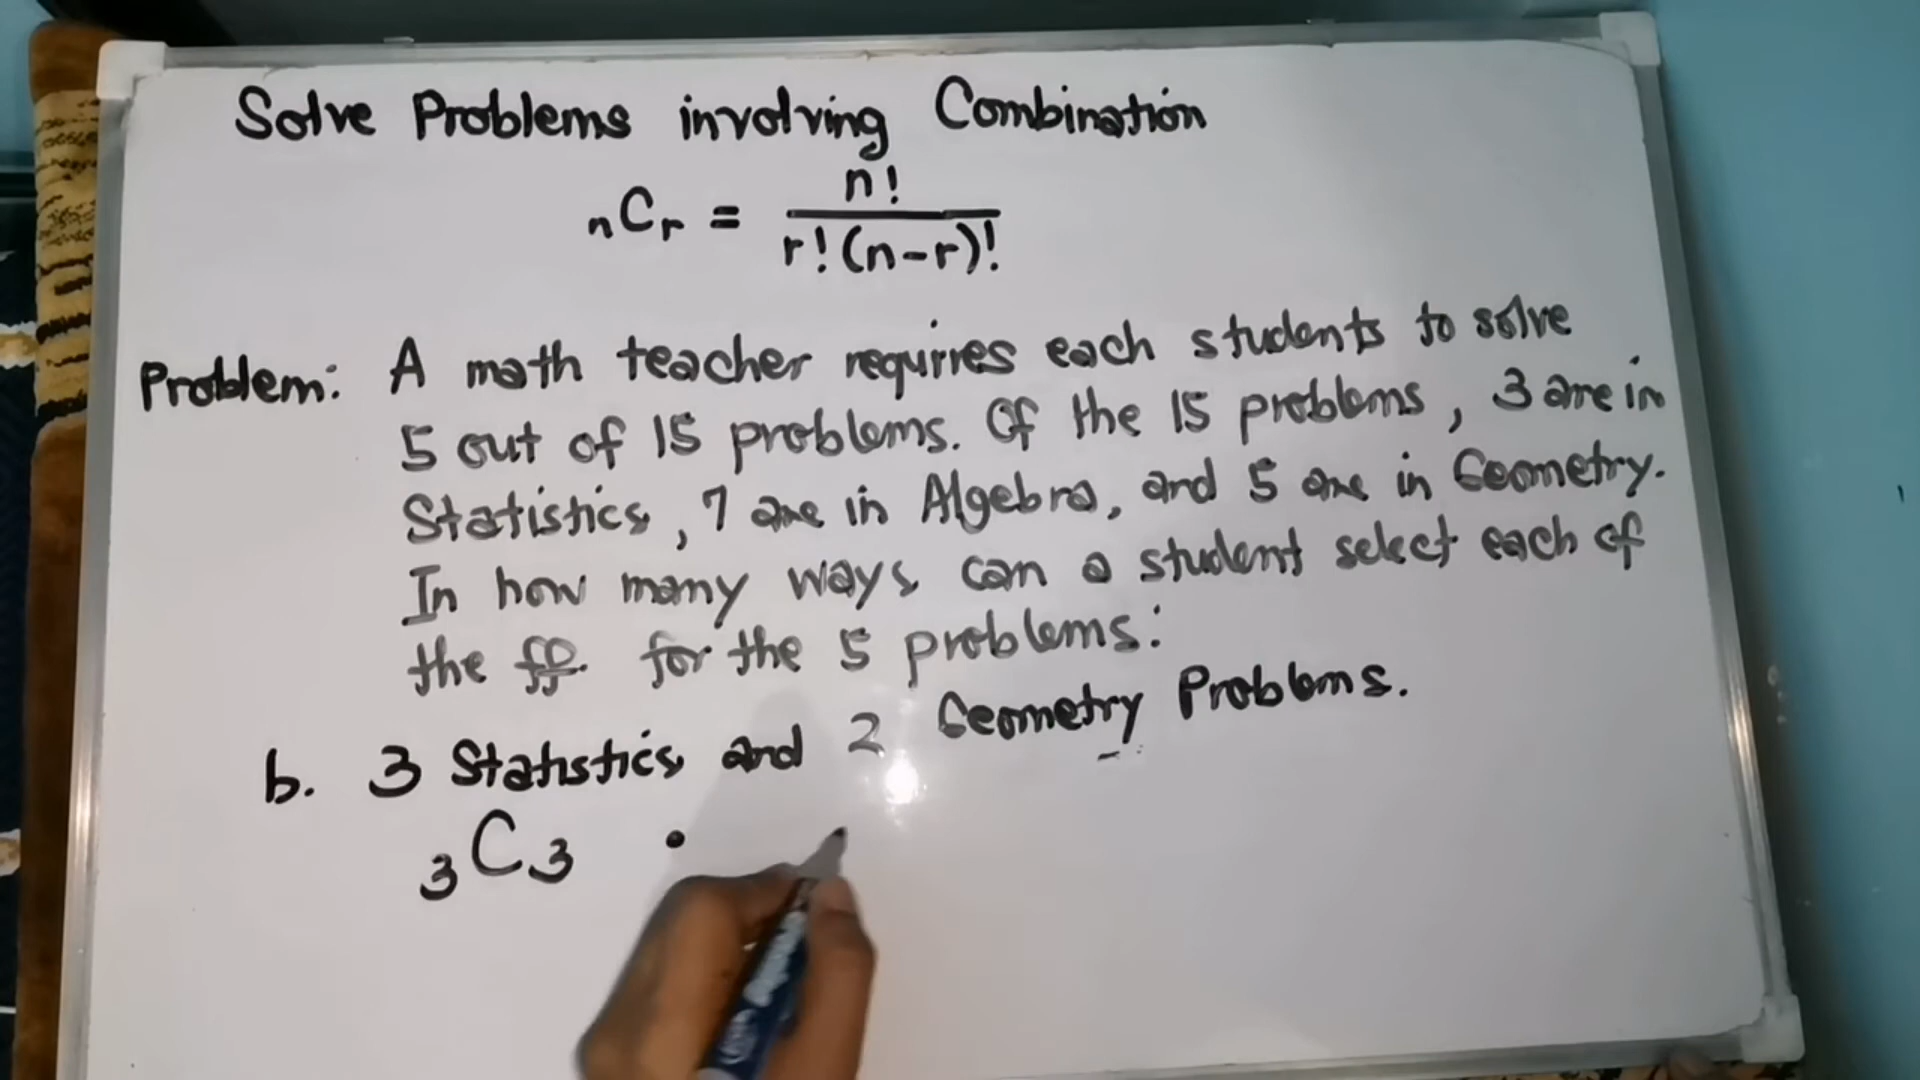 Solve Problems involving Combination
nCr = n! / r!(n-r)!
Problem: A math teacher requires each students to solve
5 out of 15 problems. Of the 15 problems, 3 are in
Statistics, 7 are in Algebra, and 5 are in Geometry.
In how many ways can a student select each of
the ff. for the 5 problems:
b. 3 Statistics and 2 Geometry Problems.
3C3 •